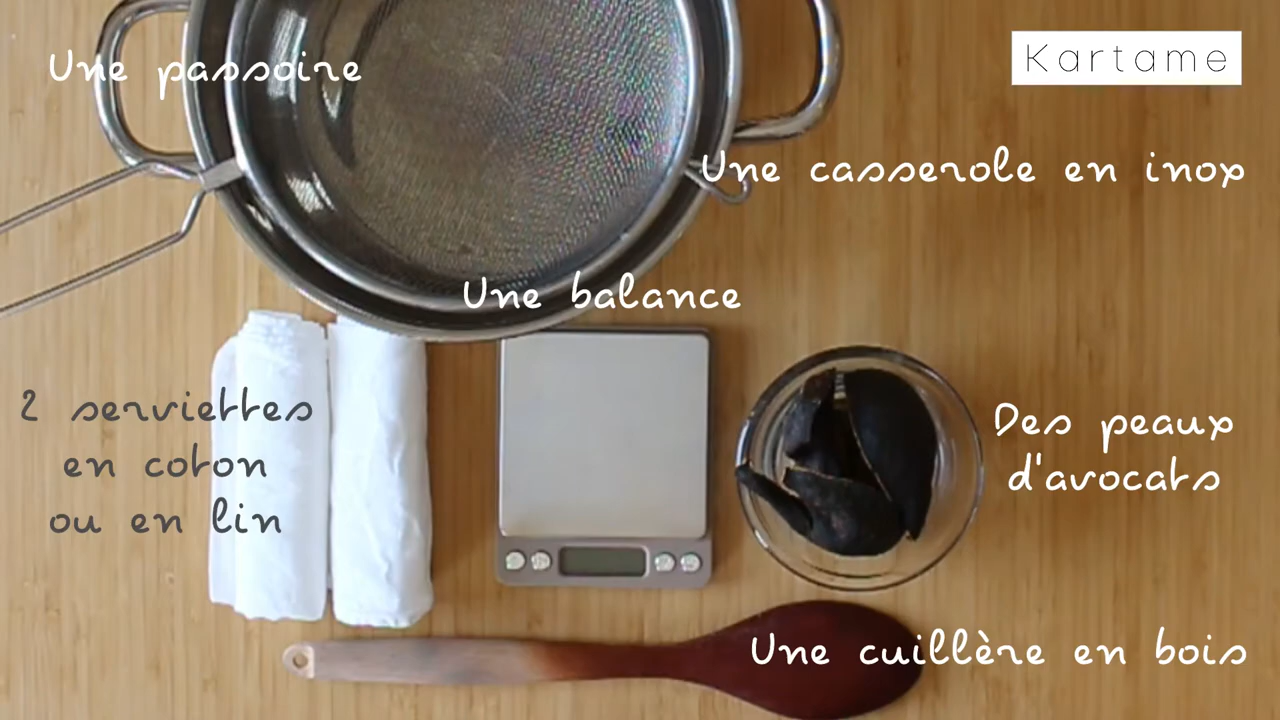 Une passoire
Kartame
Une casserole en inox
Une balance
2 serviettes
en coton
ou en lin
Des peaux
d'avocats
Une cuillère en bois